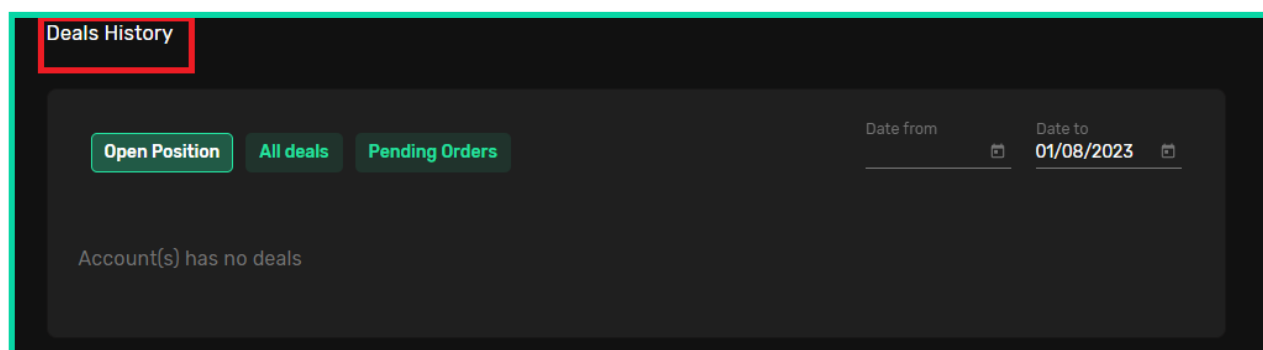 Deals History
Date from
Date to
Open Position
All deals
Pending Orders
01/08/2023
Account(s) has no deals